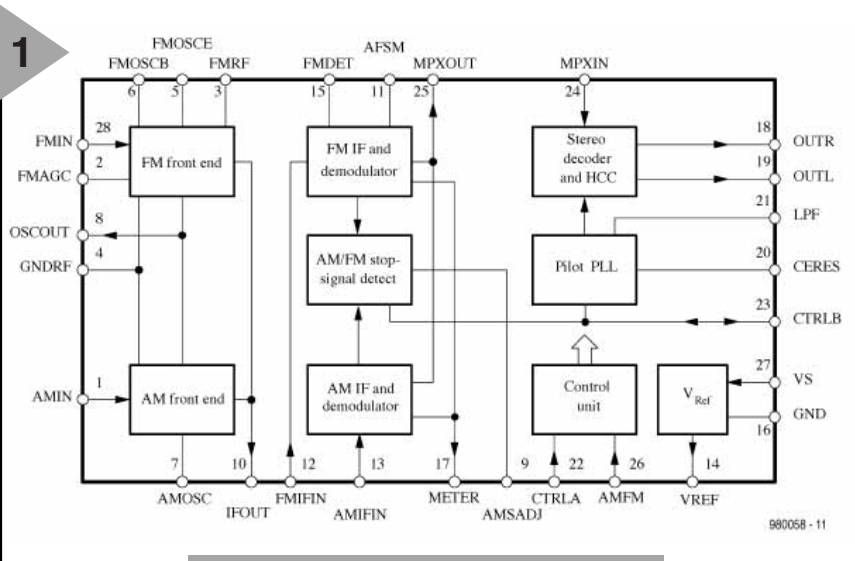 1
FMOSCE
AFSM
FMOSCB
FMRF
FMDET
MPXOUT
MPXIN
6
5
3
15
11
25
24
FMIN
28
FM front end
FM IF and
demodulator
Stereo
decoder
and HCC
18
OUTR
FMAGC
2
19
OUTL
OSCOUT
8
21
LPF
GNDRF
4
AM/FM stop-
signal detect
Pilot PLL
20
CERES
23
CTRLB
AMIN
1
AM front end
AM IF and
demodulator
Control
unit
VRef
27
VS
GND
16
7
10
12
13
17
9
22
26
14
AMOSC
IFOUT
FMIFIN
AMIFIN
METER
AMSADJ
CTRLA
AMFM
VREF
980058 - 11